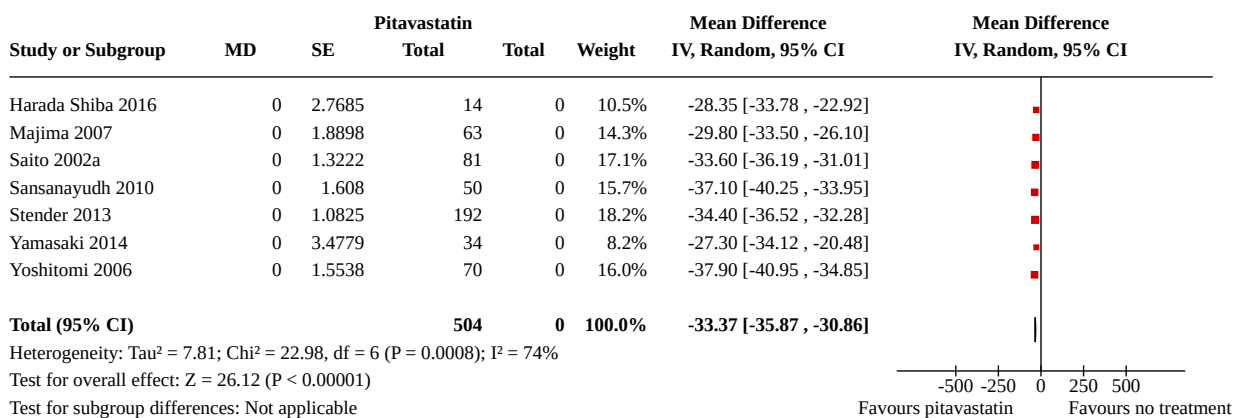 Pitavastatin Mean Difference Mean Difference
Study or Subgroup MD SE Total Total Weight IV, Random, 95% CI IV, Random, 95% CI
Harada Shiba 2016 0 2.7685 14 0 10.5% -28.35 [-33.78 , -22.92]
Majima 2007 0 1.8898 63 0 14.3% -29.80 [-33.50 , -26.10]
Saito 2002a 0 1.3222 81 0 17.1% -33.60 [-36.19 , -31.01]
Sansanayudh 2010 0 1.608 50 0 15.7% -37.10 [-40.25 , -33.95]
Stender 2013 0 1.0825 192 0 18.2% -34.40 [-36.52 , -32.28]
Yamasaki 2014 0 3.4779 34 0 8.2% -27.30 [-34.12 , -20.48]
Yoshitomi 2006 0 1.5538 70 0 16.0% -37.90 [-40.95 , -34.85]
Total (95% CI) 504 0 100.0% -33.37 [-35.87 , -30.86]
Heterogeneity: Tau² = 7.81; Chi² = 22.98, df = 6 (P = 0.0008); I² = 74%
Test for overall effect: Z = 26.12 (P < 0.00001) -500 -250 0 250 500
Test for subgroup differences: Not applicable Favours pitavastatin Favours no treatment